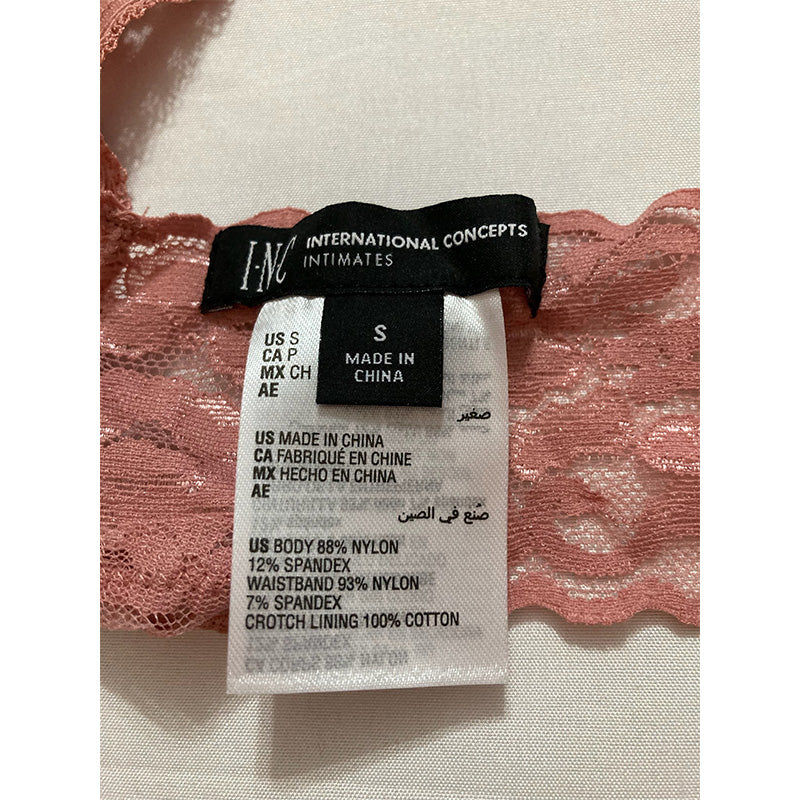 I·N·C INTERNATIONAL CONCEPTS
INTIMATES
S
MADE IN
CHINA
US S
CA P
MX CH
AE
صغير
US MADE IN CHINA
CA FABRIQUÉ EN CHINE
MX HECHO EN CHINA
AE
صُنع في الصين
US BODY 88% NYLON
12% SPANDEX
WAISTBAND 93% NYLON
7% SPANDEX
CROTCH LINING 100% COTTON